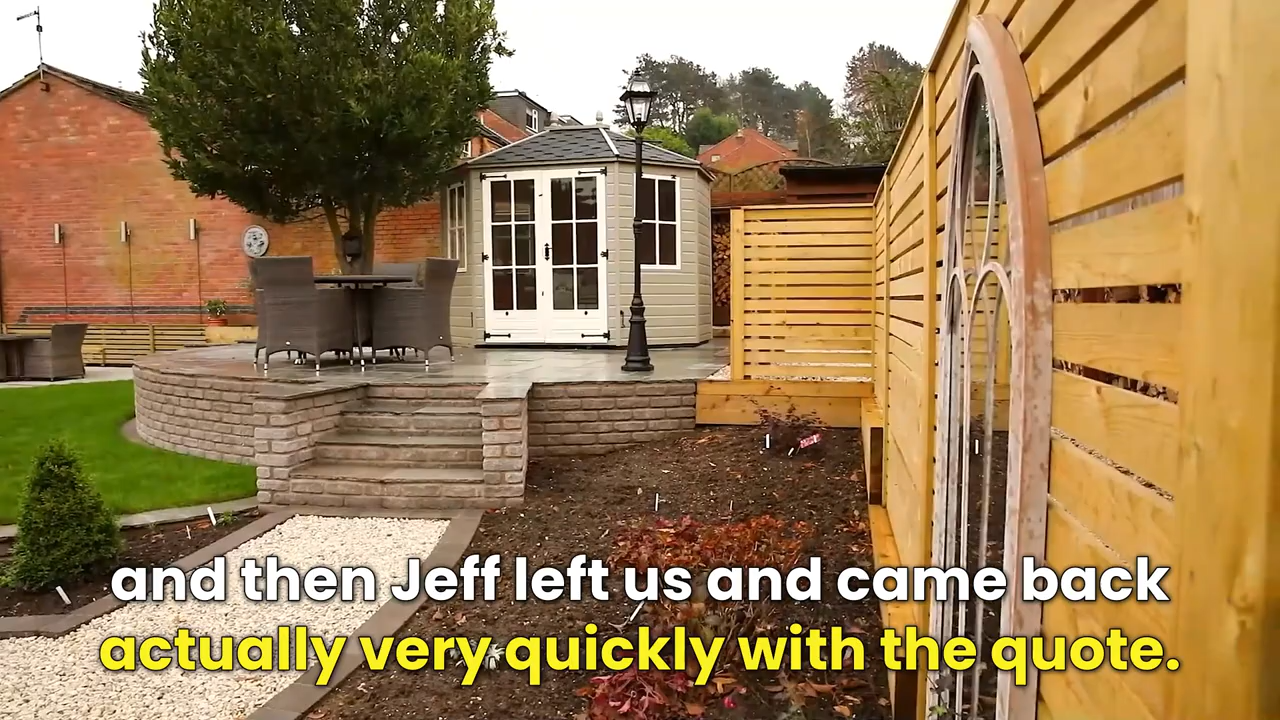 and then Jeff left us and came back
actually very quickly with the quote.